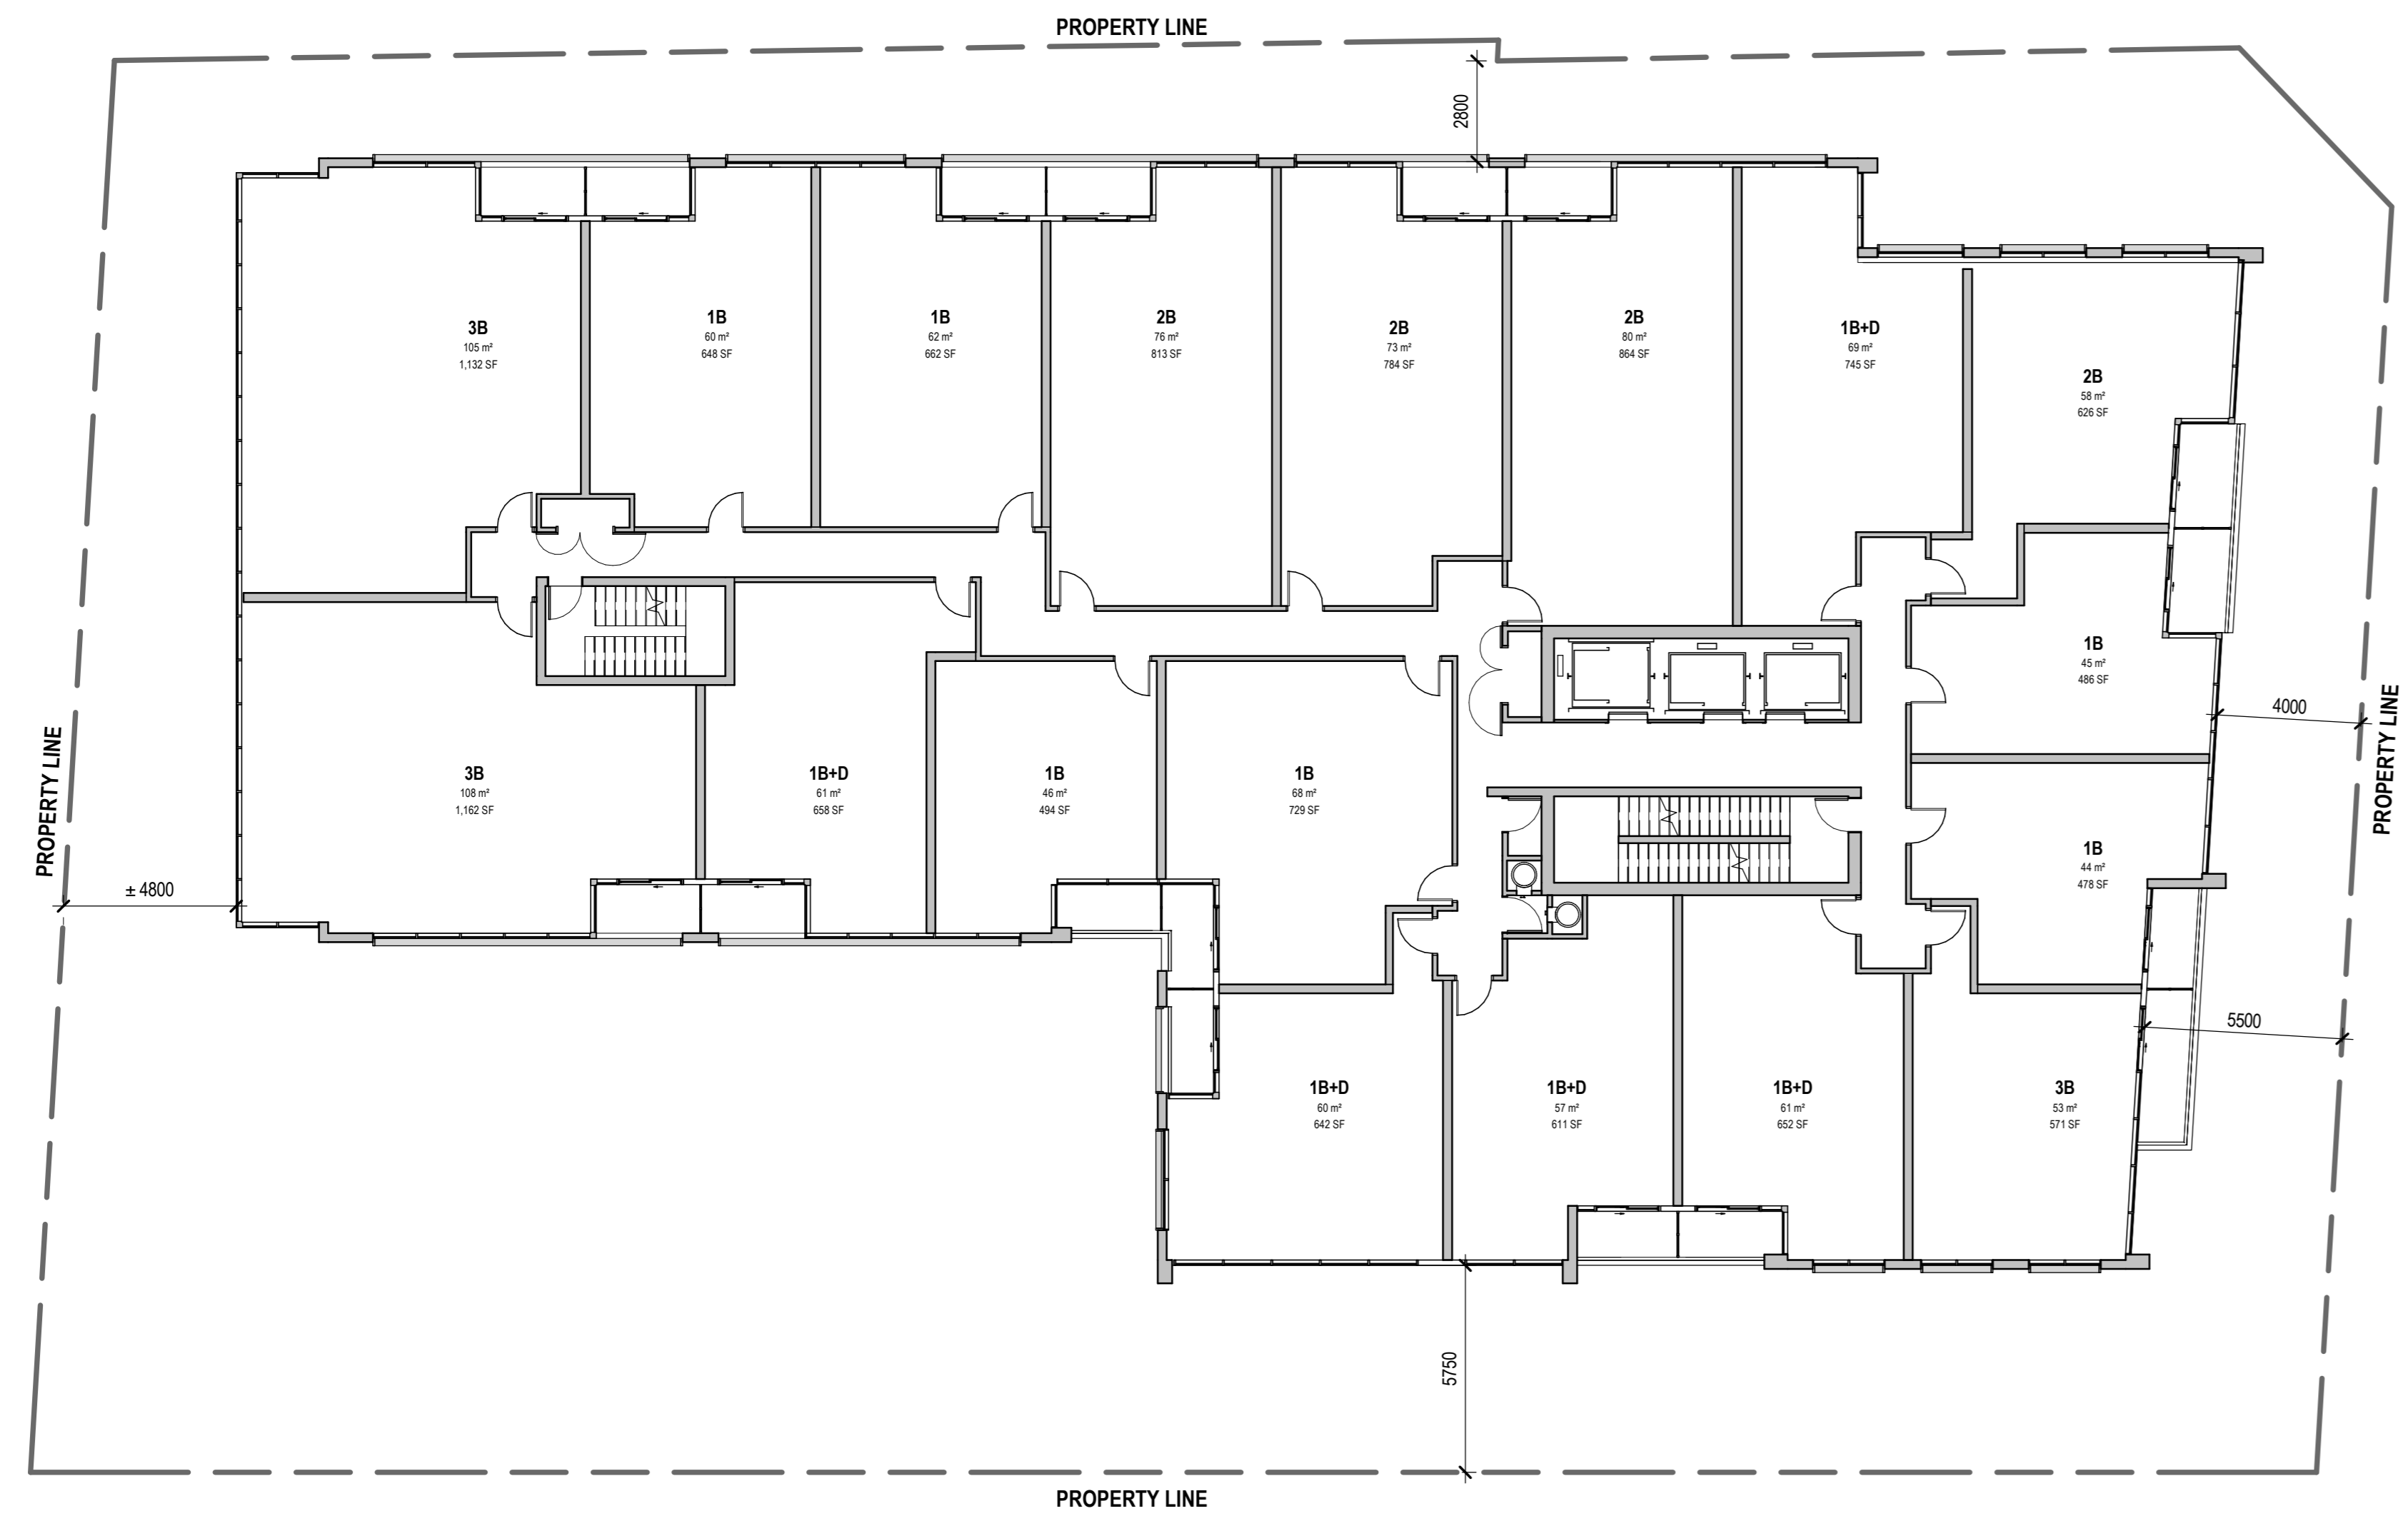 PROPERTY LINE
2800
3B
105 m²
1,132 SF
1B
60 m²
648 SF
1B
62 m²
662 SF
2B
76 m²
813 SF
2B
73 m²
784 SF
2B
80 m²
864 SF
1B+D
69 m²
745 SF
2B
58 m²
626 SF
1B
45 m²
486 SF
4000
PROPERTY LINE
PROPERTY LINE
± 4800
3B
108 m²
1,162 SF
1B+D
61 m²
658 SF
1B
46 m²
494 SF
1B
68 m²
729 SF
1B
44 m²
478 SF
5500
1B+D
60 m²
642 SF
1B+D
57 m²
611 SF
1B+D
61 m²
652 SF
3B
53 m²
571 SF
5750
PROPERTY LINE